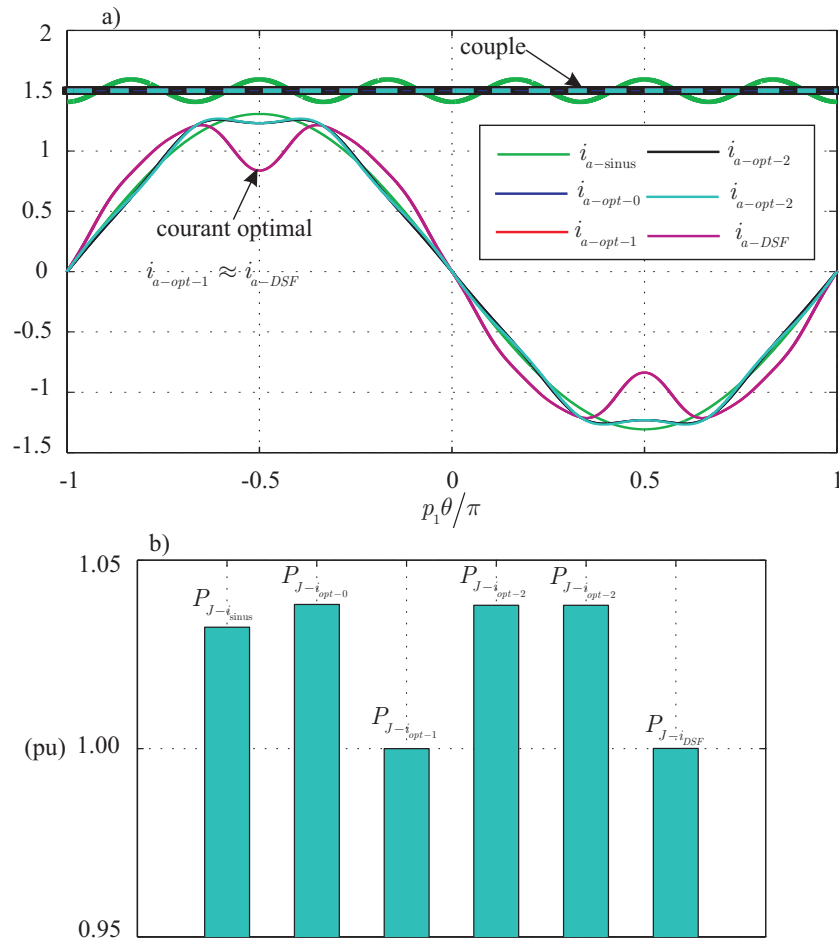 a)
2
couple
1.5
i_{a-sinus} i_{a-opt-2}
1
i_{a-opt-0} i_{a-opt-2}
courant optimal
0.5
i_{a-opt-1} i_{a-DSF}
i_{a-opt-1} ≈ i_{a-DSF}
0
-0.5
-1
-1.5
-1 -0.5 0 0.5 1
p_1θ/π
b)
1.05
P_{J-i_{sinus}} P_{J-i_{opt-0}} P_{J-i_{opt-1}} P_{J-i_{opt-2}} P_{J-i_{opt-2}} P_{J-i_{DSF}}
(pu)
1.00
0.95